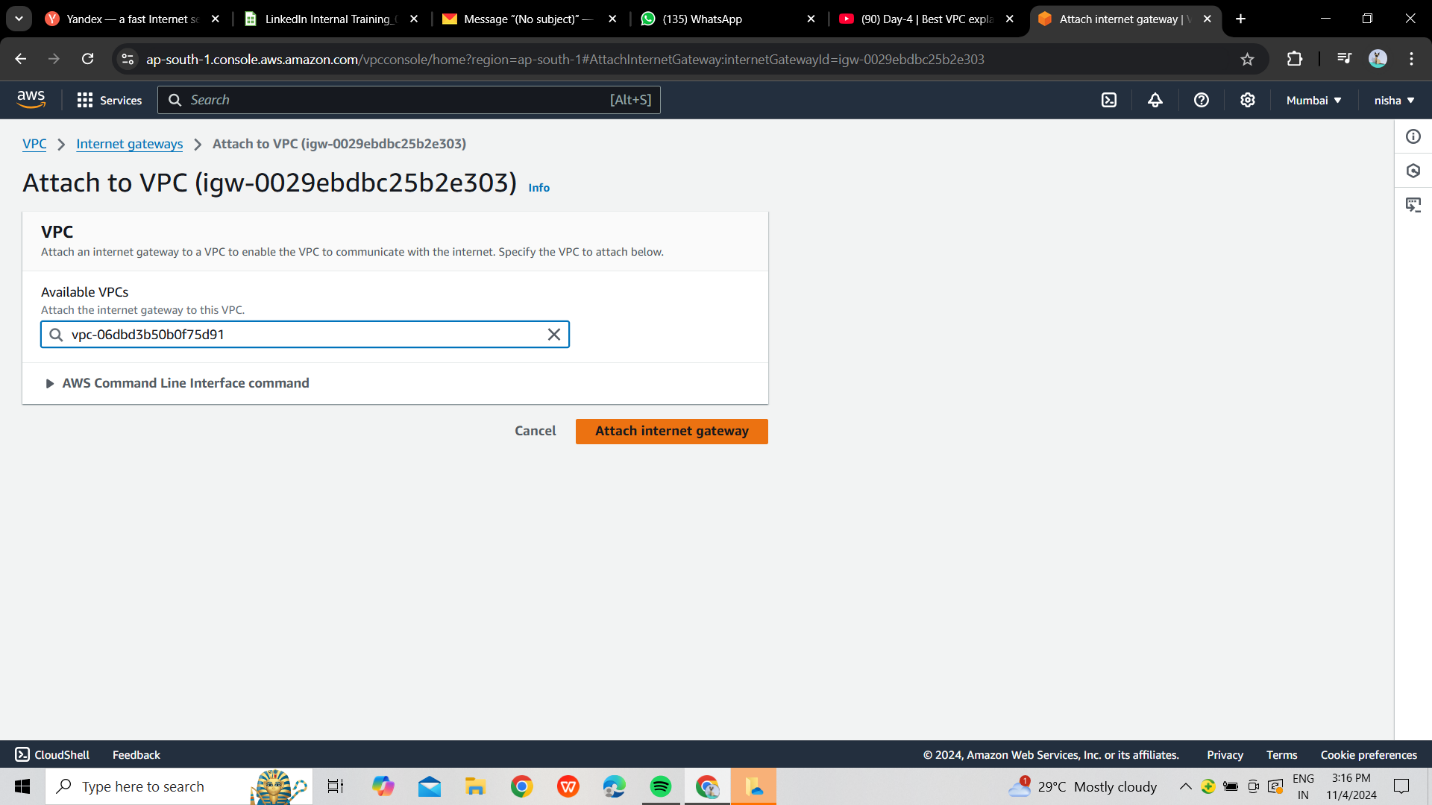 Yandex — a fast Internet se
LinkedIn Internal Training_
Message "(No subject)" —
(135) WhatsApp
(90) Day-4 | Best VPC expla
Attach internet gateway |
ap-south-1.console.aws.amazon.com/vpcconsole/home?region=ap-south-1#AttachInternetGateway:internetGatewayId=igw-0029ebdbc25b2e303
aws
Services
Search
[Alt+S]
Mumbai
nisha
VPC
Internet gateways
Attach to VPC (igw-0029ebdbc25b2e303)
Attach to VPC (igw-0029ebdbc25b2e303)
Info
VPC
Attach an internet gateway to a VPC to enable the VPC to communicate with the internet. Specify the VPC to attach below.
Available VPCs
Attach the internet gateway to this VPC.
vpc-06dbd3b50b0f75d91
AWS Command Line Interface command
Cancel
Attach internet gateway
CloudShell
Feedback
© 2024, Amazon Web Services, Inc. or its affiliates.
Privacy
Terms
Cookie preferences
Type here to search
29°C Mostly cloudy
ENG
IN
3:16 PM
11/4/2024